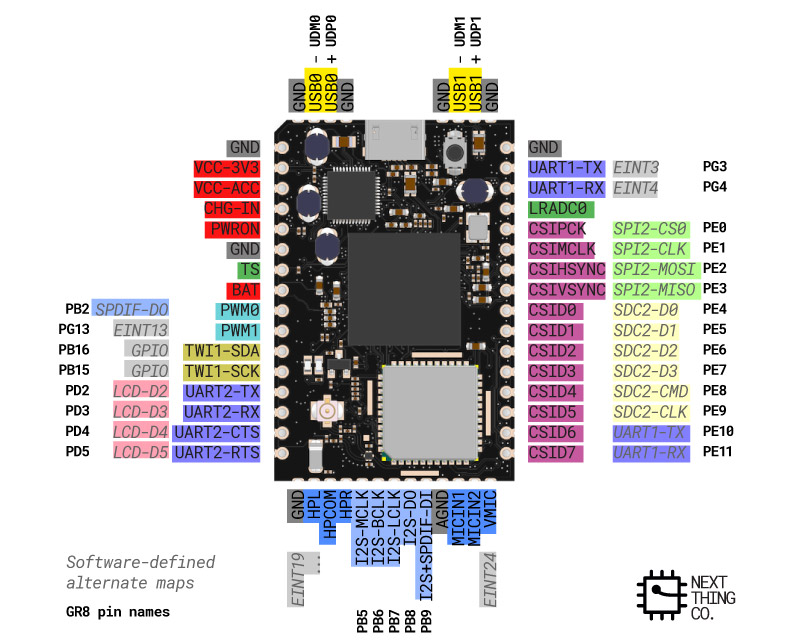 - UDM0
+ UDP0
- UDM1
+ UDP1
GND
USB0
USB0
GND
GND
USB1
USB1
GND
GND
VCC-3V3
VCC-ACC
CHG-IN
PWRON
GND
TS
BAT
PB2 SPDIF-DO PWM0
PG13 EINT13 PWM1
PB16 GPIO TWI1-SDA
PB15 GPIO TWI1-SCK
PD2 LCD-D2 UART2-TX
PD3 LCD-D3 UART2-RX
PD4 LCD-D4 UART2-CTS
PD5 LCD-D5 UART2-RTS
GND
UART1-TX EINT3 PG3
UART1-RX EINT4 PG4
LRADC0
CSIPCK SPI2-CS0 PE0
CSIMCLK SPI2-CLK PE1
CSIHSYNC SPI2-MOSI PE2
CSIVSYNC SPI2-MISO PE3
CSID0 SDC2-D0 PE4
CSID1 SDC2-D1 PE5
CSID2 SDC2-D2 PE6
CSID3 SDC2-D3 PE7
CSID4 SDC2-CMD PE8
CSID5 SDC2-CLK PE9
CSID6 UART1-TX PE10
CSID7 UART1-RX PE11
GND
HPL
HPCOM
HPR
I2S-MCLK
I2S-BCLK
I2S-LCLK
I2S-DO
I2S+SPDIF-DI
AGND
MICIN1
MICIN2
VMIC
EINT19
...
EINT24
PB5
PB6
PB7
PB8
PB9
Software-defined
alternate maps
GR8 pin names
NEXT
THING
CO.